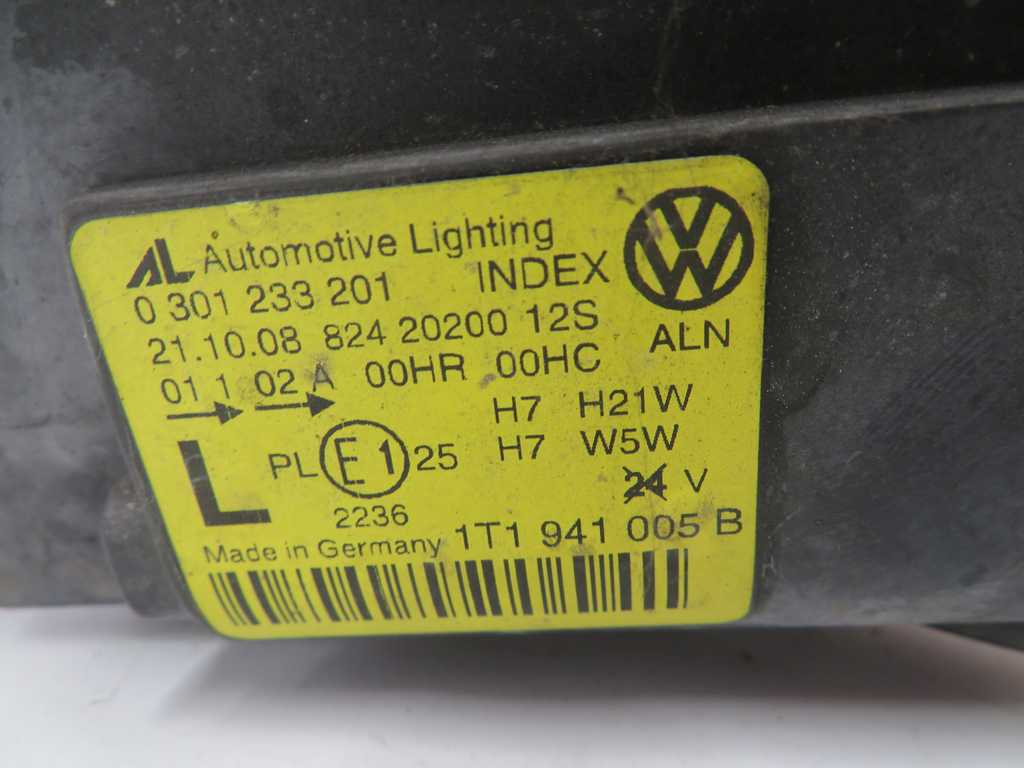 AL Automotive Lighting
0 301 233 201 INDEX
21.10.08 824 20200 12S
ALN
01 1 02 A 00HR 00HC
H7 H21W
L PL E1 25 H7 W5W
24 V
2236
Made in Germany 1T1 941 005 B